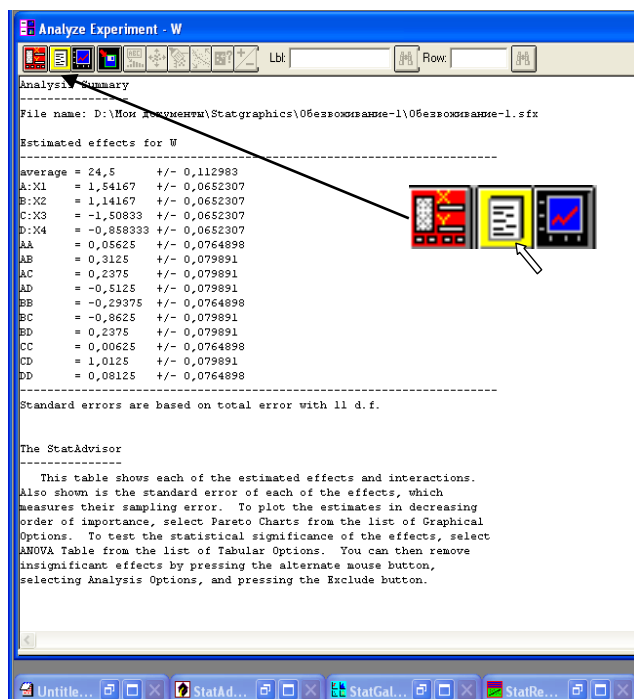 Analyze Experiment - W
Lbl: Row:
Analysis Summary
----------------
File name: D:\Мои документы\Statgraphics\Обезвоживание-1\Обезвоживание-1.sfx
Estimated effects for W
----------------------------------------------------------------------
average = 24,5 +/- 0,112983
A:X1 = 1,54167 +/- 0,0652307
B:X2 = 1,14167 +/- 0,0652307
C:X3 = -1,50833 +/- 0,0652307
D:X4 = -0,858333 +/- 0,0652307
AA = 0,05625 +/- 0,0764898
AB = 0,3125 +/- 0,079891
AC = 0,2375 +/- 0,079891
AD = -0,5125 +/- 0,079891
BB = -0,29375 +/- 0,0764898
BC = -0,8625 +/- 0,079891
BD = 0,2375 +/- 0,079891
CC = 0,00625 +/- 0,0764898
CD = 1,0125 +/- 0,079891
DD = 0,08125 +/- 0,0764898
----------------------------------------------------------------------
Standard errors are based on total error with 11 d.f.
The StatAdvisor
---------------
This table shows each of the estimated effects and interactions.
Also shown is the standard error of each of the effects, which
measures their sampling error. To plot the estimates in decreasing
order of importance, select Pareto Charts from the list of Graphical
Options. To test the statistical significance of the effects, select
ANOVA Table from the list of Tabular Options. You can then remove
insignificant effects by pressing the alternate mouse button,
selecting Analysis Options, and pressing the Exclude button.
Untitle... StatAd... StatGal... StatRe...